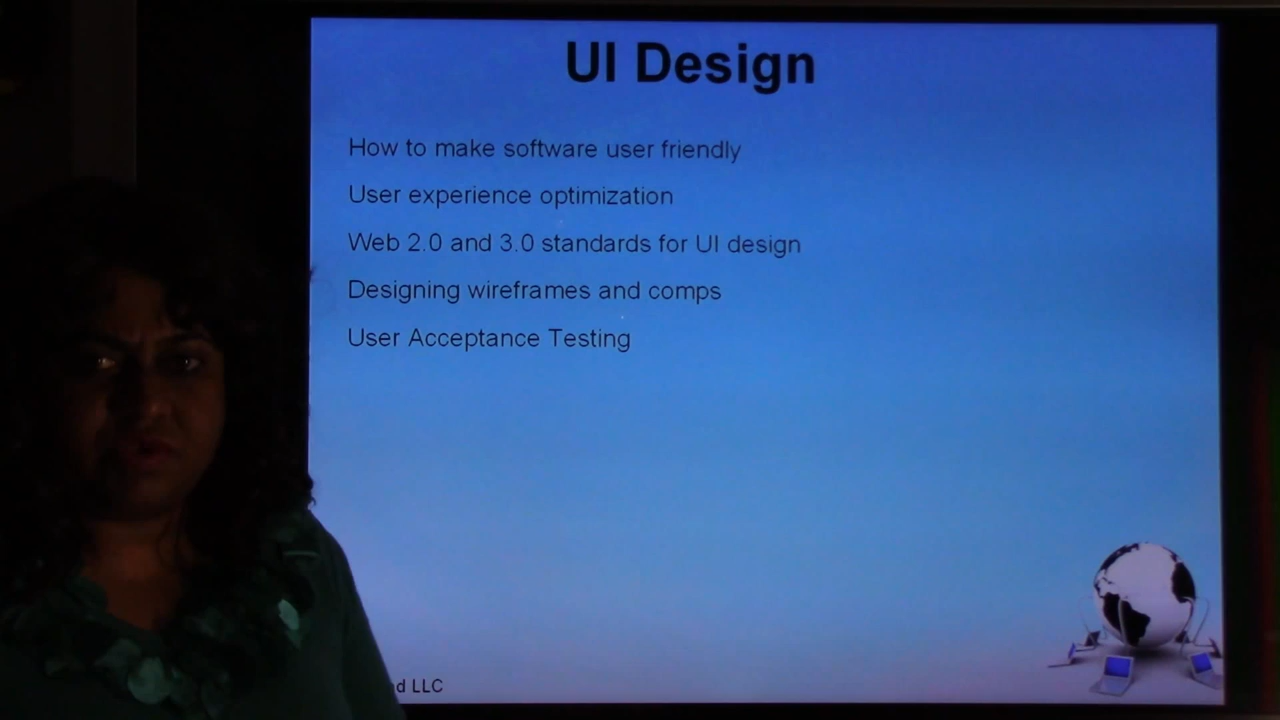 UI Design
How to make software user friendly
User experience optimization
Web 2.0 and 3.0 standards for UI design
Designing wireframes and comps
User Acceptance Testing
LLC